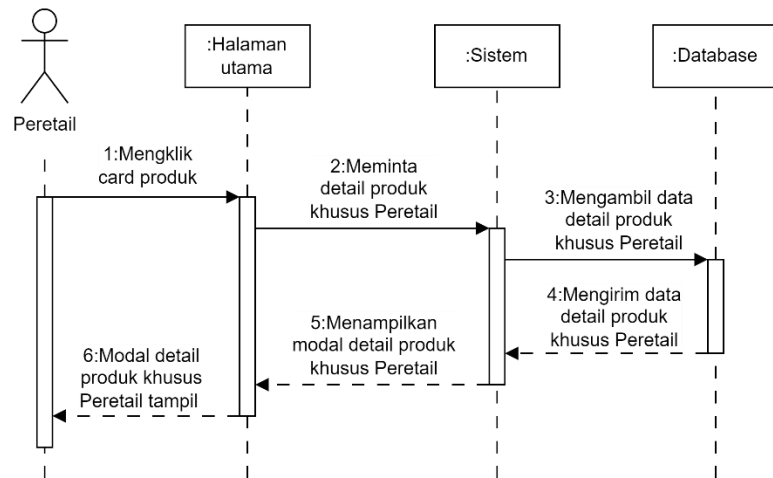 :Halaman
utama
:Sistem
:Database
Peretail
1:Mengklik
card produk
2:Meminta
detail produk
khusus Peretail
3:Mengambil data
detail produk
khusus Peretail
4:Mengirim data
detail produk
khusus Peretail
5:Menampilkan
modal detail produk
khusus Peretail
6:Modal detail
produk khusus
Peretail tampil